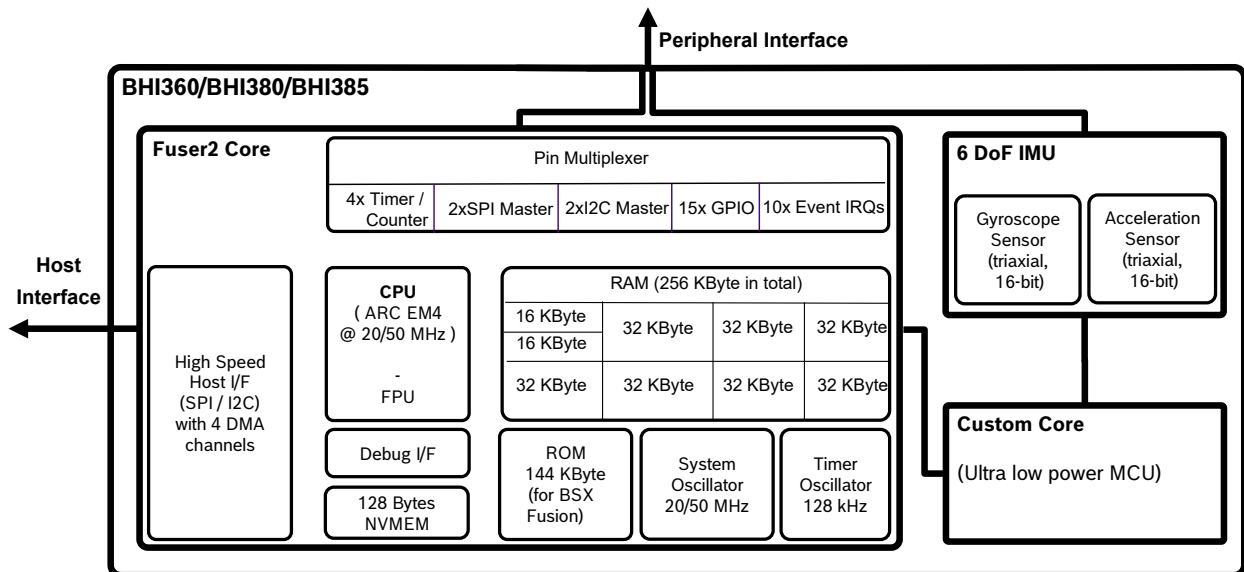 Peripheral Interface
BHI360/BHI380/BHI385
Fuser2 Core
Pin Multiplexer
4x Timer /
Counter
2xSPI Master
2xI2C Master
15x GPIO
10x Event IRQs
6 DoF IMU
Gyroscope
Sensor
(triaxial,
16-bit)
Acceleration
Sensor
(triaxial,
16-bit)
Host
Interface
High Speed
Host I/F
(SPI / I2C)
with 4 DMA
channels
CPU
( ARC EM4
@ 20/50 MHz )
-
FPU
RAM (256 KByte in total)
16 KByte
16 KByte
32 KByte
32 KByte
32 KByte
32 KByte
32 KByte
32 KByte
32 KByte
Debug I/F
128 Bytes
NVMEM
ROM
144 KByte
(for BSX
Fusion)
System
Oscillator
20/50 MHz
Timer
Oscillator
128 kHz
Custom Core
(Ultra low power MCU)